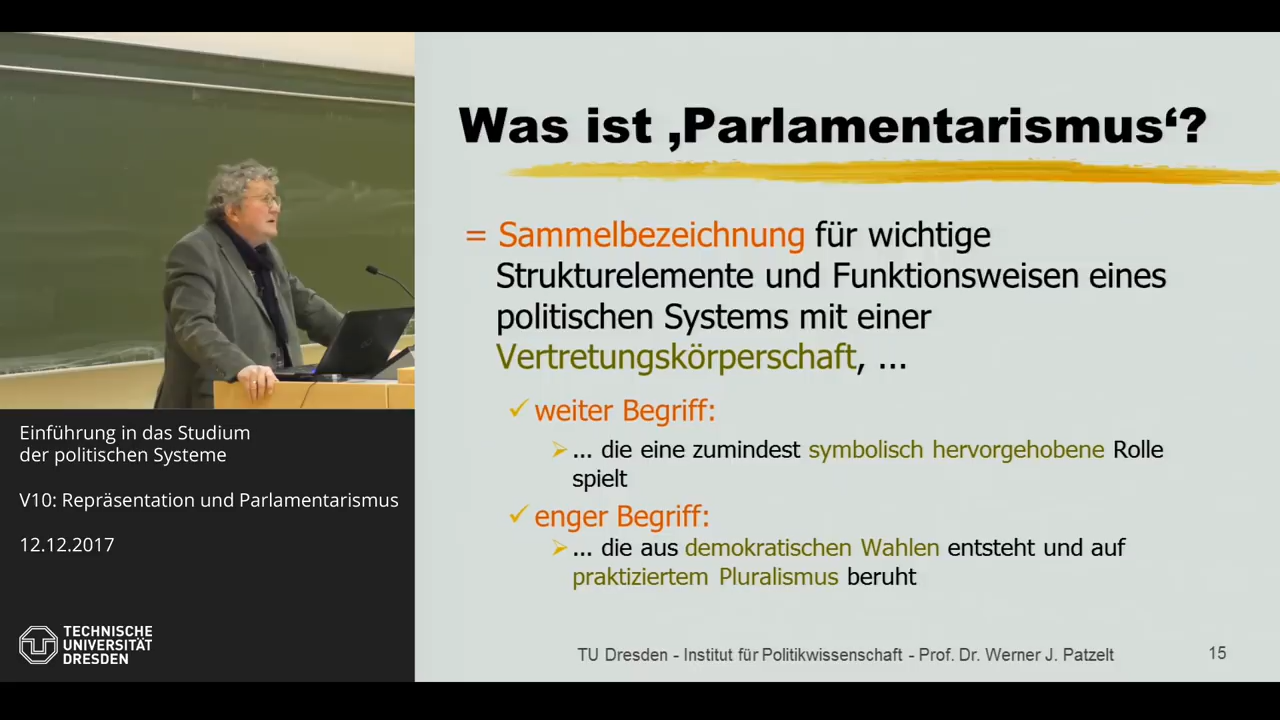 Was ist ‚Parlamentarismus‘?
= Sammelbezeichnung für wichtige
Strukturelemente und Funktionsweisen eines
politischen Systems mit einer
Vertretungskörperschaft, ...
weiter Begriff:
... die eine zumindest symbolisch hervorgehobene Rolle
spielt
enger Begriff:
... die aus demokratischen Wahlen entsteht und auf
praktiziertem Pluralismus beruht
TU Dresden - Institut für Politikwissenschaft - Prof. Dr. Werner J. Patzelt
15
Einführung in das Studium
der politischen Systeme
V10: Repräsentation und Parlamentarismus
12.12.2017
TECHNISCHE
UNIVERSITÄT
DRESDEN